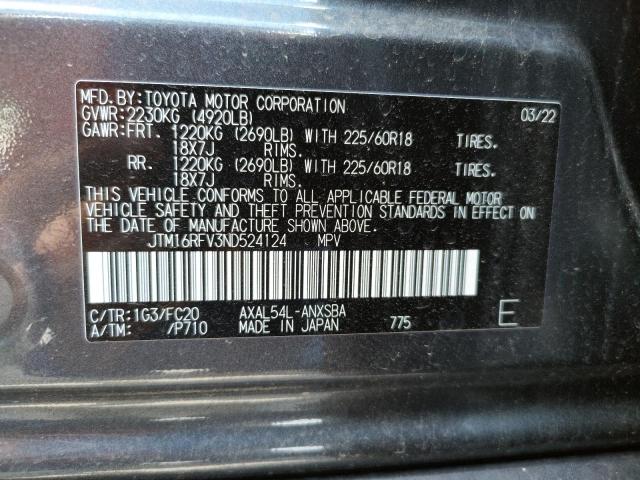 MFD.BY:TOYOTA MOTOR CORPORATION 03/22
GVWR:2230KG (4920LB)
GAWR:FRT. 1220KG (2690LB) WITH 225/60R18 TIRES.
18X7J RIMS.
RR. 1220KG (2690LB) WITH 225/60R18 TIRES.
18X7J RIMS.
THIS VEHICLE CONFORMS TO ALL APPLICABLE FEDERAL MOTOR
VEHICLE SAFETY AND THEFT PREVENTION STANDARDS IN EFFECT ON
THE DATE OF MANUFACTURE SHOWN ABOVE.
JTM16RFV3ND524124 MPV
C/TR:1G3/FC20 AXAL54L-ANXSBA
A/TM: /P710 MADE IN JAPAN 775 E